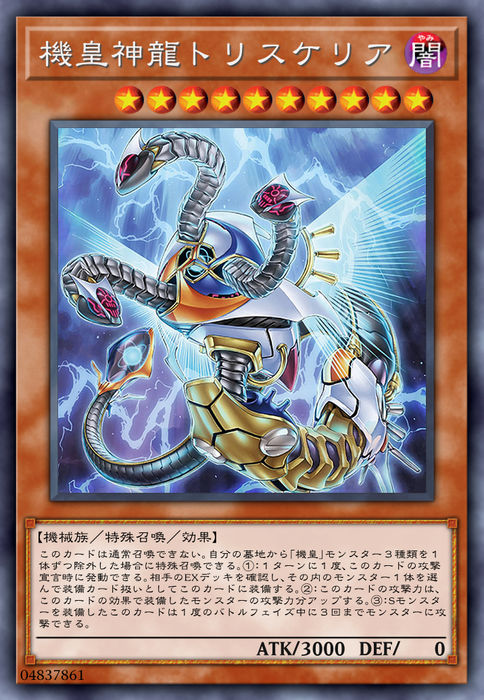 機皇神龍トリスケリア
闇
やみ
【機械族／特殊召喚／効果】
このカードは通常召喚できない。自分の墓地から「機皇」モンスター３種類を１
体ずつ除外した場合に特殊召喚できる。①：１ターンに１度、このカードの攻撃
宣言時に発動できる。相手のEXデッキを確認し、その内のモンスター１体を選
んで装備カード扱いとしてこのカードに装備する。②：このカードの攻撃力は、
このカードの効果で装備したモンスターの攻撃力分アップする。③：Sモンスタ
ーを装備したこのカードは１度のバトルフェイズ中に３回までモンスターに攻
撃できる。
ATK/3000 DEF/ 0
04837861